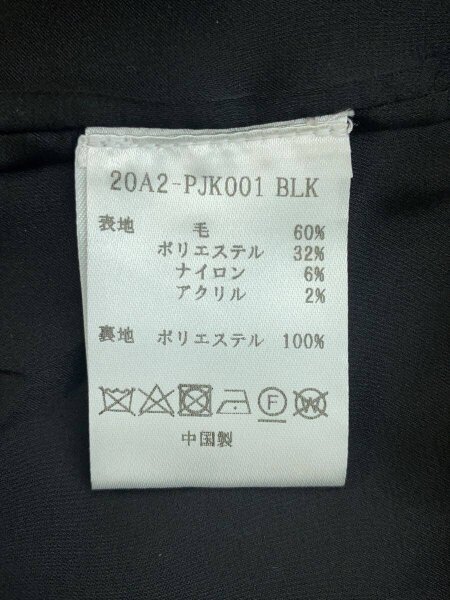 20A2-PJK001 BLK
表地 毛 60%
ポリエステル 32%
ナイロン 6%
アクリル 2%
裏地 ポリエステル 100%
F W
中国製